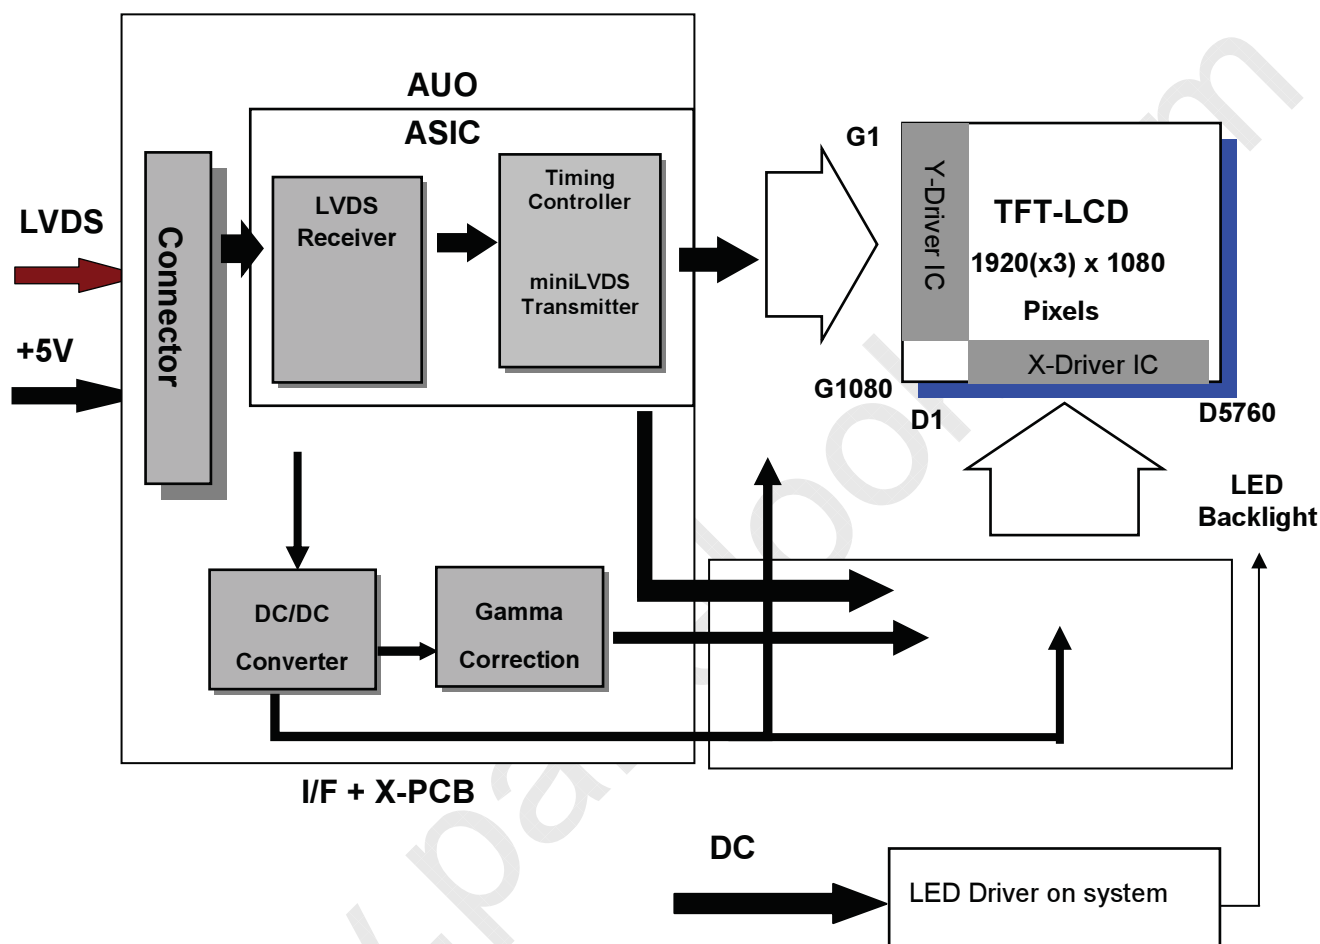 AUO
ASIC
LVDS
+5V
Connector
LVDS
Receiver
Timing
Controller
miniLVDS
Transmitter
G1
Y-Driver IC
TFT-LCD
1920(x3) x 1080
Pixels
X-Driver IC
G1080
D1
D5760
LED
Backlight
DC/DC
Converter
Gamma
Correction
I/F + X-PCB
DC
LED Driver on system